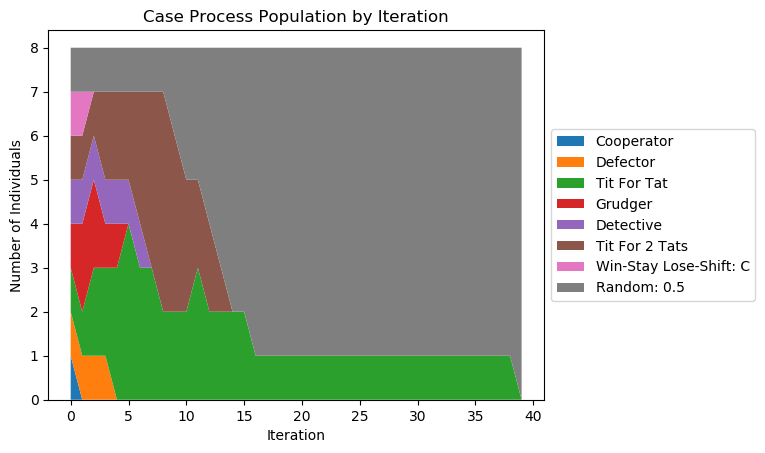 Case Process Population by Iteration
Number of Individuals
8
7
6
5
4
3
2
1
0
0 5 10 15 20 25 30 35 40
Iteration
Cooperator
Defector
Tit For Tat
Grudger
Detective
Tit For 2 Tats
Win-Stay Lose-Shift: C
Random: 0.5